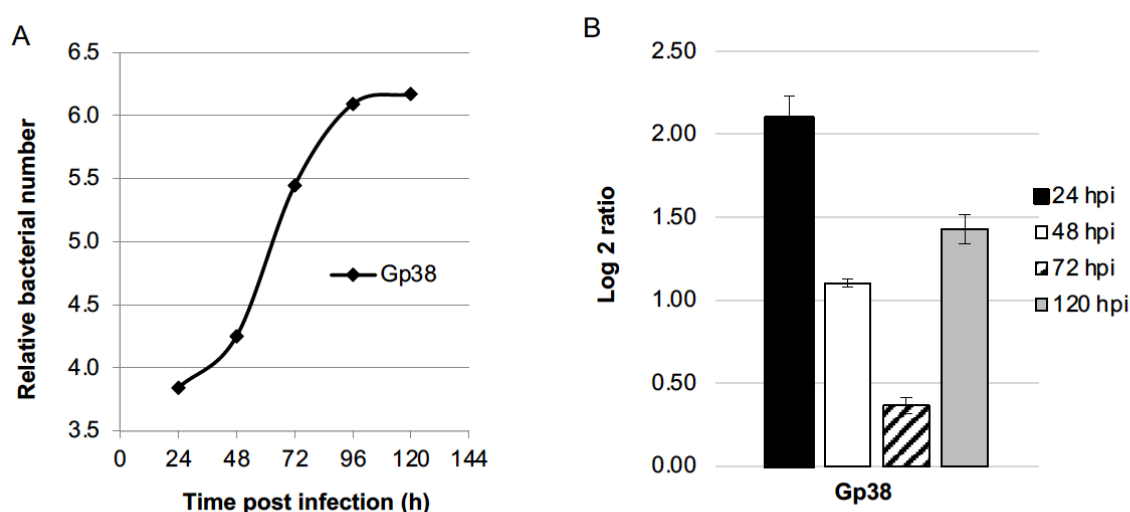 A
6.5
6.0
5.5
5.0
4.5
4.0
3.5
Relative bacterial number
Gp38
0 24 48 72 96 120 144
Time post infection (h)
B
2.50
2.00
1.50
1.00
0.50
0.00
Log 2 ratio
Gp38
24 hpi
48 hpi
72 hpi
120 hpi